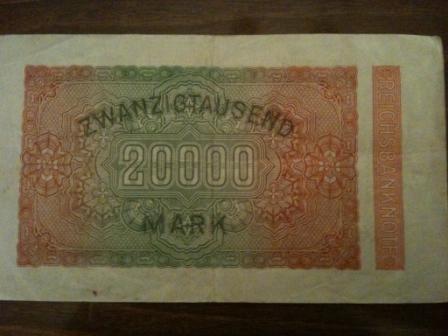 ZWANZIGTAUSEND
20000
MARK
REICHSBANKNOTE